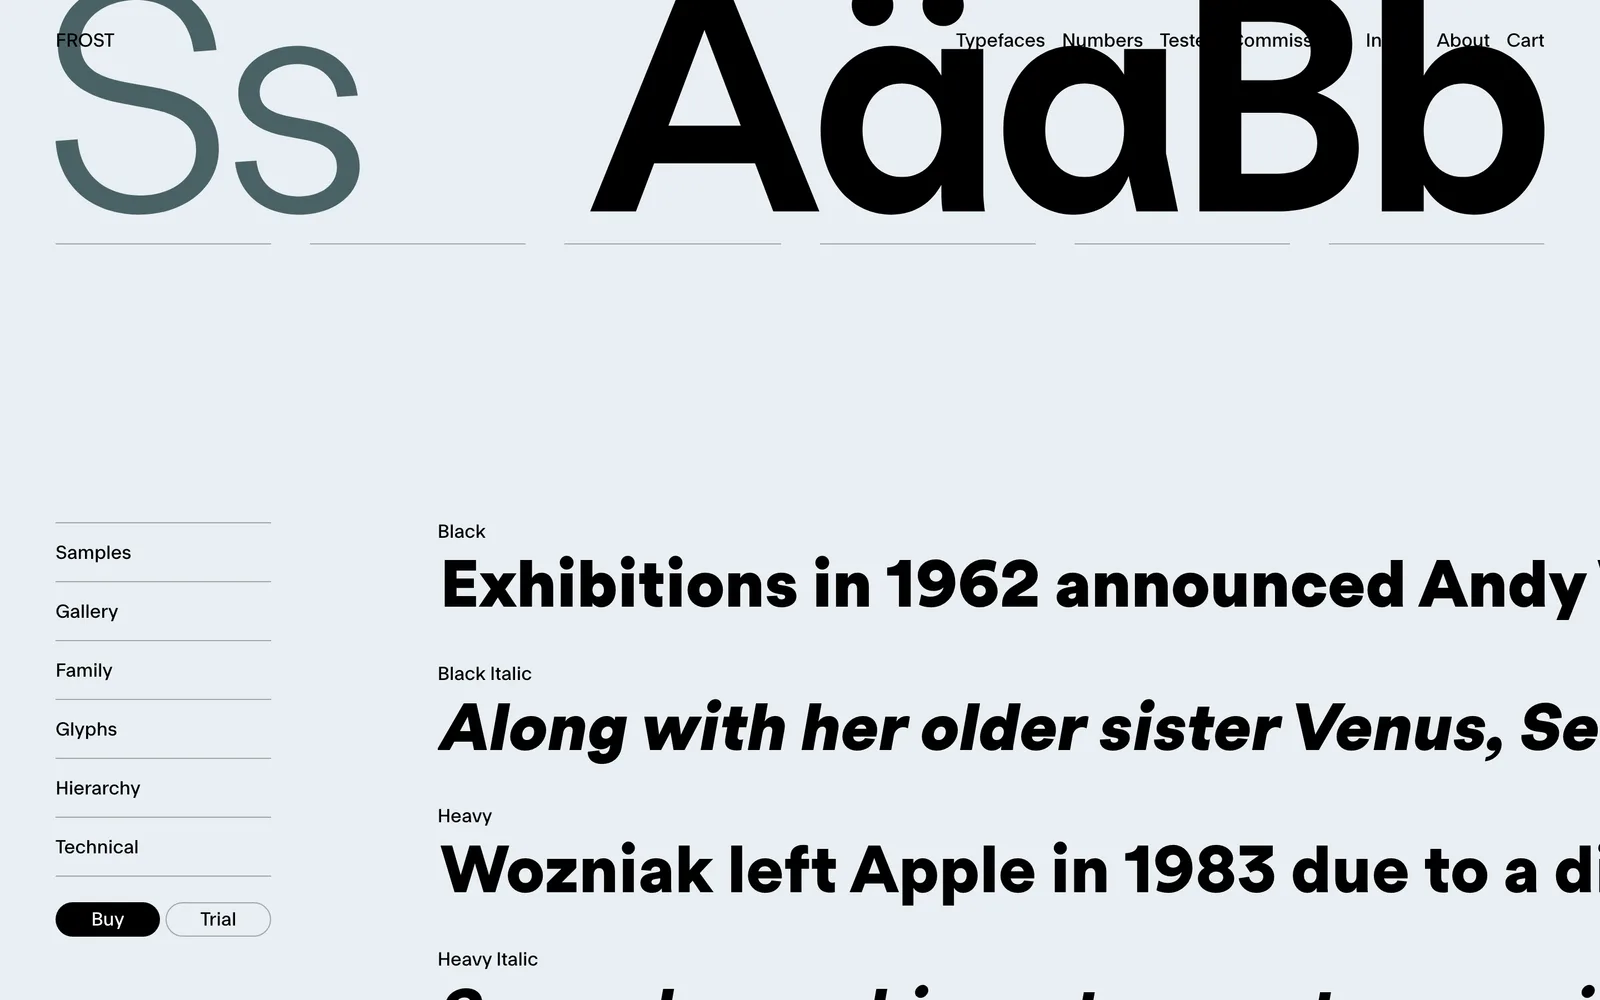 FROST
Typefaces Numbers About Cart
Ss
AäaBb
Samples
Gallery
Family
Glyphs
Hierarchy
Technical
Buy Trial
Black
Exhibitions in 1962 announced Andy
Black Italic
Along with her older sister Venus, Se
Heavy
Wozniak left Apple in 1983 due to a di
Heavy Italic